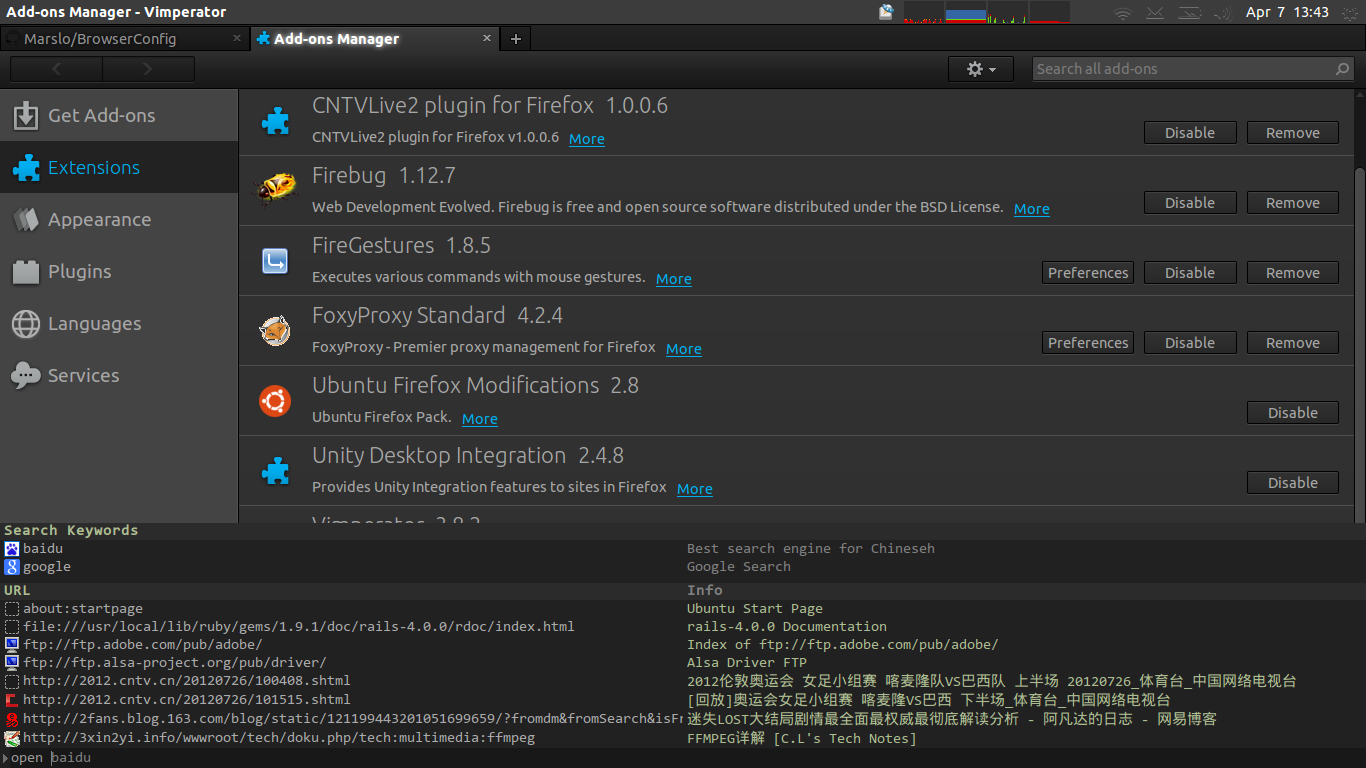 Add-ons Manager - Vimperator
Apr 7 13:43
Marslo/BrowserConfig
Add-ons Manager
Search all add-ons
Get Add-ons
Extensions
Appearance
Plugins
Languages
Services
CNTVLive2 plugin for Firefox 1.0.0.6
CNTVLive2 plugin for Firefox v1.0.0.6 More
Disable Remove
Firebug 1.12.7
Web Development Evolved. Firebug is free and open source software distributed under the BSD License. More
Disable Remove
FireGestures 1.8.5
Executes various commands with mouse gestures. More
Preferences Disable Remove
FoxyProxy Standard 4.2.4
FoxyProxy - Premier proxy management for Firefox More
Preferences Disable Remove
Ubuntu Firefox Modifications 2.8
Ubuntu Firefox Pack. More
Disable
Unity Desktop Integration 2.4.8
Provides Unity Integration features to sites in Firefox More
Disable
Search Keywords
baidu Best search engine for Chineseh
google Google Search
URL Info
about:startpage Ubuntu Start Page
file:///usr/local/lib/ruby/gems/1.9.1/doc/rails-4.0.0/rdoc/index.html rails-4.0.0 Documentation
ftp://ftp.adobe.com/pub/adobe/ Index of ftp://ftp.adobe.com/pub/adobe/
ftp://ftp.alsa-project.org/pub/driver/ Alsa Driver FTP
http://2012.cntv.cn/20120726/100408.shtml 2012伦敦奥运会 女足小组赛 喀麦隆队VS巴西队 上半场 20120726_体育台_中国网络电视台
http://2012.cntv.cn/20120726/101515.shtml [回放]奥运会女足小组赛 喀麦隆VS巴西 下半场_体育台_中国网络电视台
http://2fans.blog.163.com/blog/static/121199443201051699659/?fromdm&fromSearch&isFr 迷失LOST大结局剧情最全面最权威最彻底解读分析 - 阿凡达的日志 - 网易博客
http://3xin2yi.info/wwwroot/tech/doku.php/tech:multimedia:ffmpeg FFMPEG详解 [C.L's Tech Notes]
open baidu